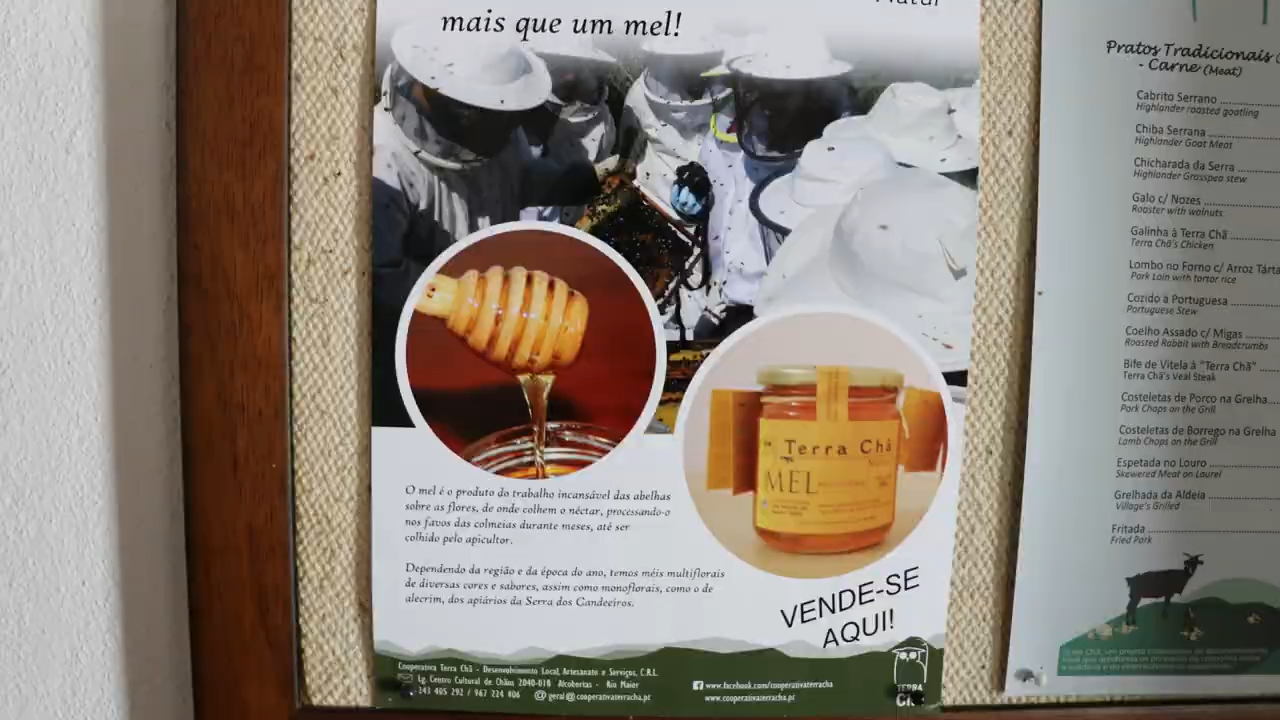 mais que um mel!
Terra Chã
MEL
O mel é o produto do trabalho incansável das abelhas
sobre as flores, de onde colhem o néctar, processando-o
nos favos das colmeias durante meses, até ser
colhido pelo apicultor.
Dependendo da região e da época do ano, temos méis multiflorais
de diversas cores e sabores, assim como monoflorais, como o de
alecrim, dos apiários da Serra dos Candeeiros.
VENDE-SE
AQUI!
Cooperativa Terra Chã - Desenvolvimento Local, Artesanato e Serviços, C.R.L.
Lg. Centro Cultural de Chãos 2040-018 Alcobertas - Rio Maior
243 405 292 / 967 224 406 @ geral@cooperativaterracha.pt
www.facebook.com/cooperativaterracha
www.cooperativaterracha.pt
TERRA
Pratos Tradicionais
- Carne (Meat)
Cabrito Serrano
Highlander roasted goatling
Chiba Serrana
Highlander Goat Meat
Chicharada da Serra
Highlander Grasspea stew
Galo c/ Nozes
Roaster with walnuts
Galinha à Terra Chã
Terra Chã's Chicken
Lombo no Forno c/ Arroz Tárta
Pork Loin with tartar rice
Cozido à Portuguesa
Portuguese Stew
Coelho Assado c/ Migas
Roasted Rabbit with Breadcrumbs
Bife de Vitela à "Terra Chã"
Terra Chã's Veal Steak
Costeletas de Porco na Grelha
Pork Chops on the Grill
Costeletas de Borrego na Grelha
Lamb Chops on the Grill
Espetada no Louro
Skewered Meat on Laurel
Grelhada da Aldeia
Village's Grilled
Fritada
Fried Pork